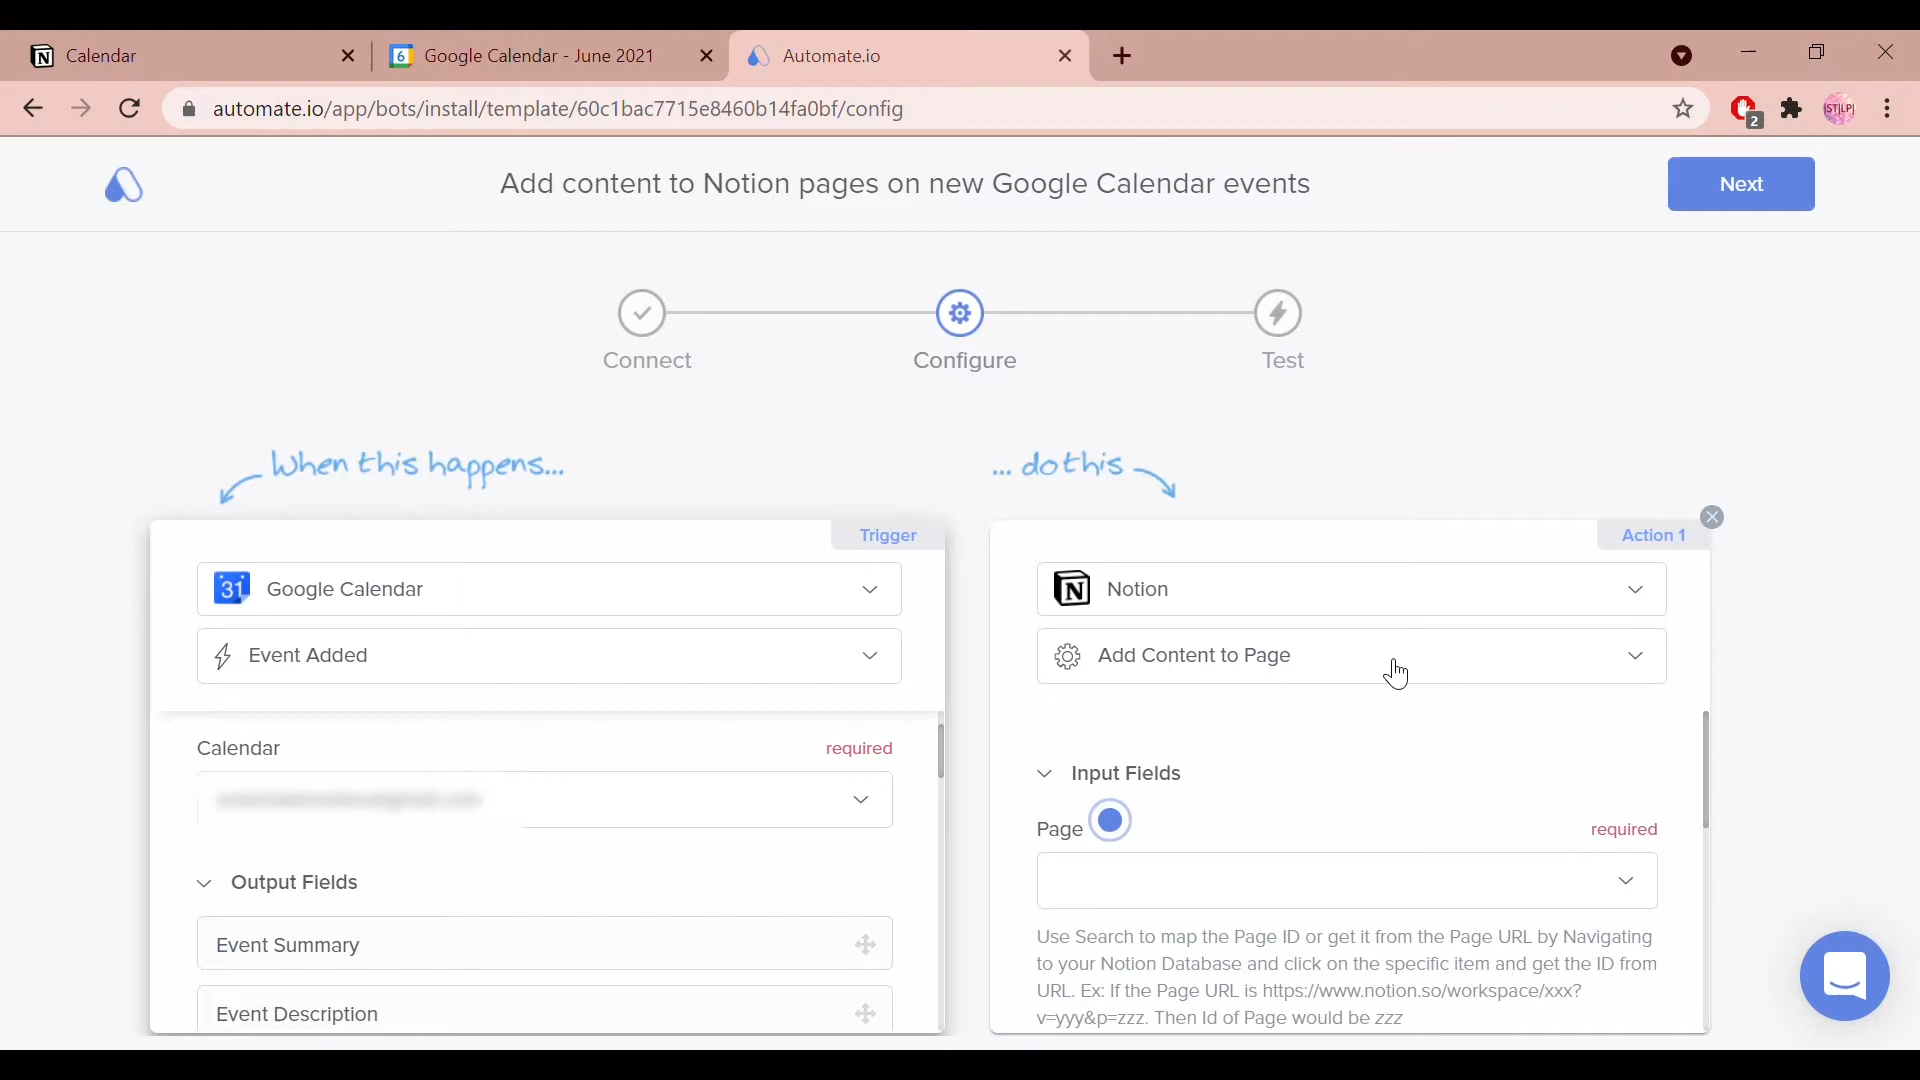 Calendar
Google Calendar - June 2021
Automate.io
automate.io/app/bots/install/template/60c1bac7715e8460b14fa0bf/config
2
ST|LP|
Add content to Notion pages on new Google Calendar events
Next
Connect
Configure
Test
When this happens...
... do this
Trigger
Action 1
31 Google Calendar
Notion
Event Added
Add Content to Page
Calendar
required
Input Fields
Page
required
Output Fields
Event Summary
Event Description
Use Search to map the Page ID or get it from the Page URL by Navigating
to your Notion Database and click on the specific item and get the ID from
URL. Ex: If the Page URL is https://www.notion.so/workspace/xxx?
v=yyy&p=zzz. Then Id of Page would be zzz